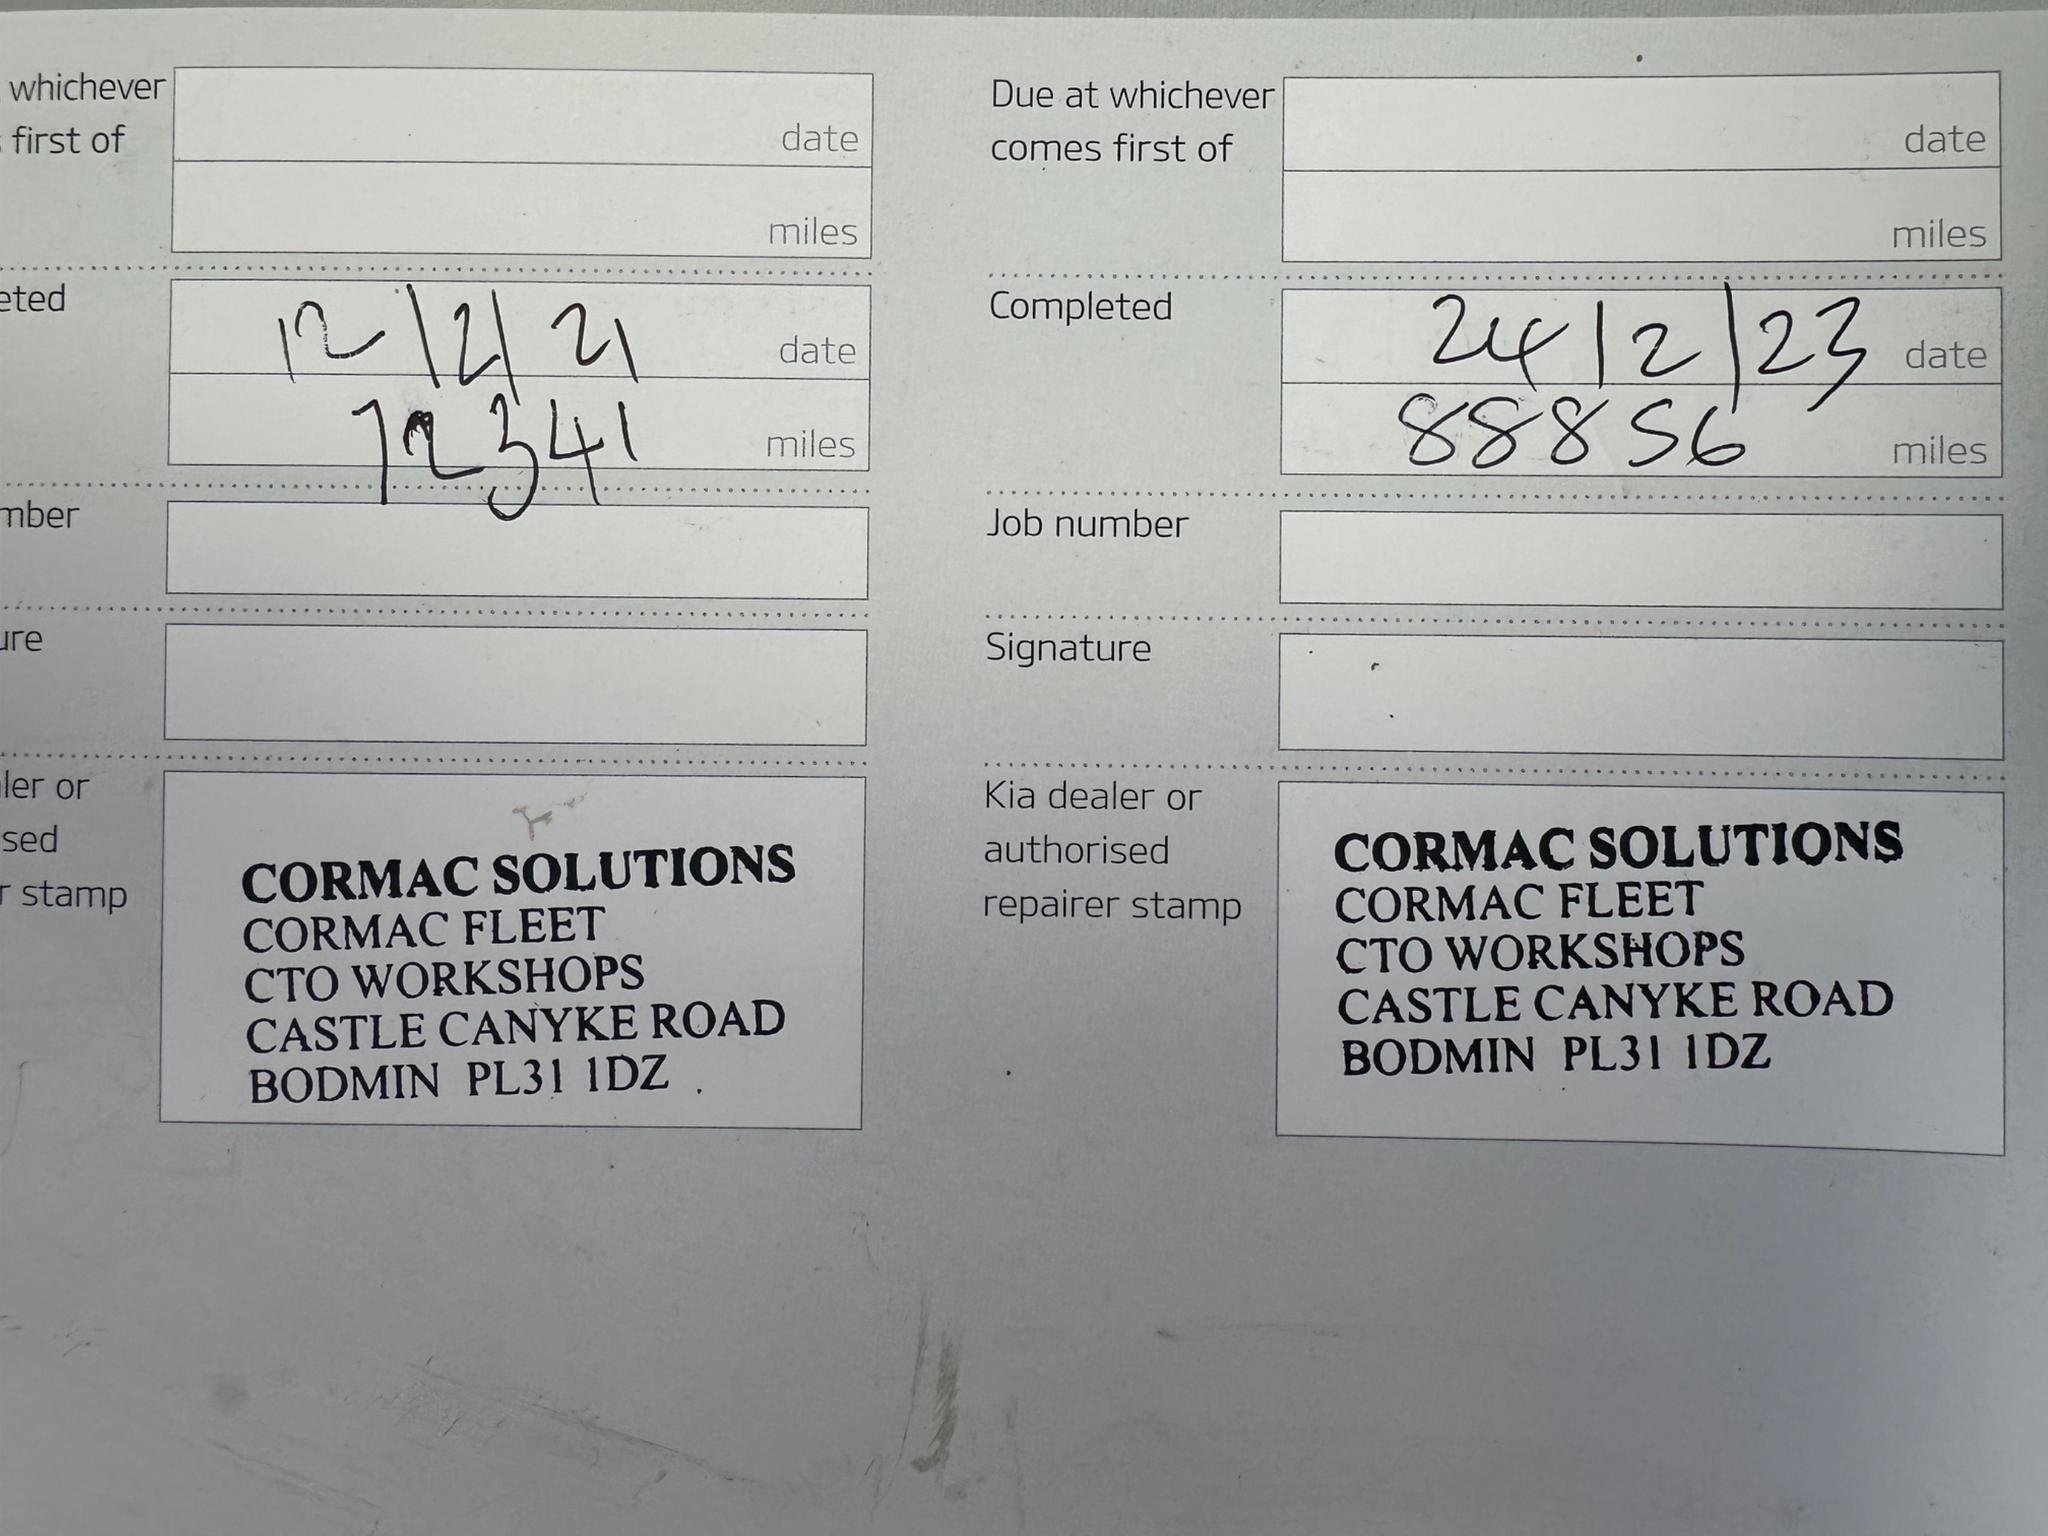 whichever
first of
date
miles
eted
12/2/21 date
72341 miles
mber
ure
ler or
sed
r stamp
CORMAC SOLUTIONS
CORMAC FLEET
CTO WORKSHOPS
CASTLE CANYKE ROAD
BODMIN PL31 1DZ
Due at whichever
comes first of
date
miles
Completed
24/2/23 date
88856 miles
Job number
Signature
Kia dealer or
authorised
repairer stamp
CORMAC SOLUTIONS
CORMAC FLEET
CTO WORKSHOPS
CASTLE CANYKE ROAD
BODMIN PL31 1DZ